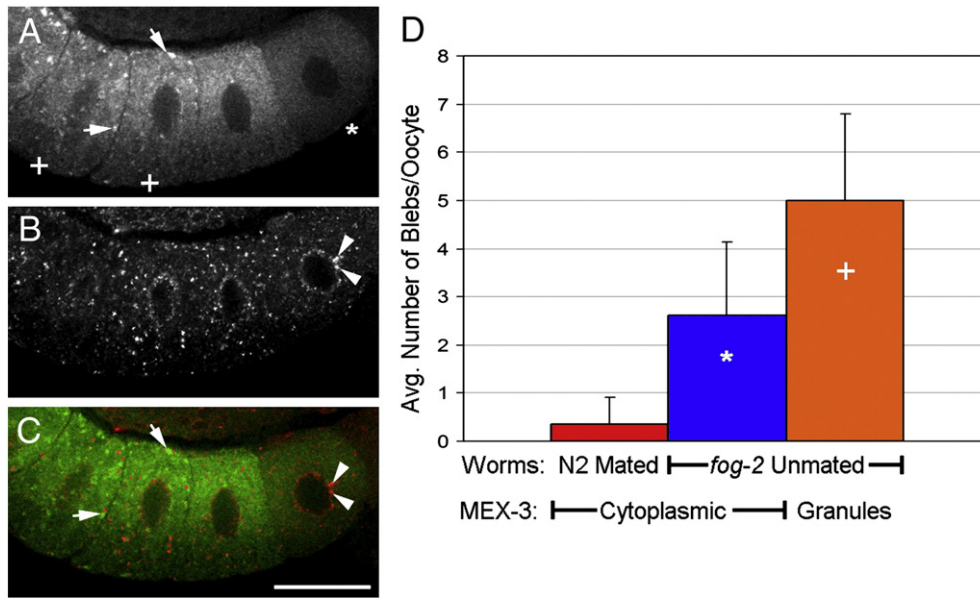 A
+
+
*
B
C
D
Avg. Number of Blebs/Oocyte
8
7
6
5
4
3
2
1
0
*
+
Worms: N2 Mated fog-2 Unmated
MEX-3: Cytoplasmic Granules